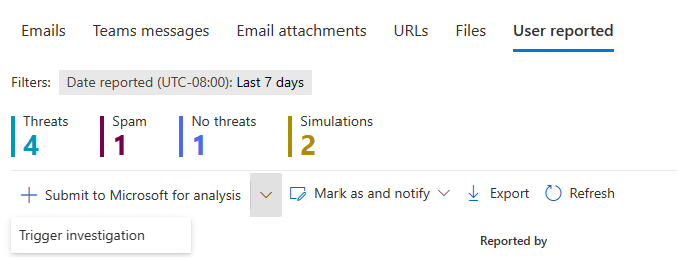 Emails Teams messages Email attachments URLs Files User reported
Filters: Date reported (UTC-08:00): Last 7 days
Threats Spam No threats Simulations
4 1 1 2
Submit to Microsoft for analysis Mark as and notify Export Refresh
Trigger investigation
Reported by